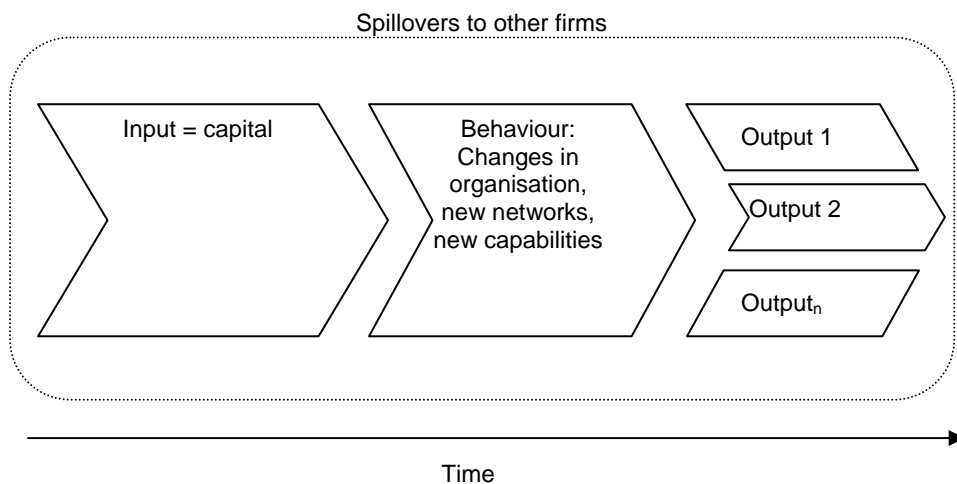 Spillovers to other firms
Input = capital
Behaviour:
Changes in
organisation,
new networks,
new capabilities
Output 1
Output 2
Outputn
Time